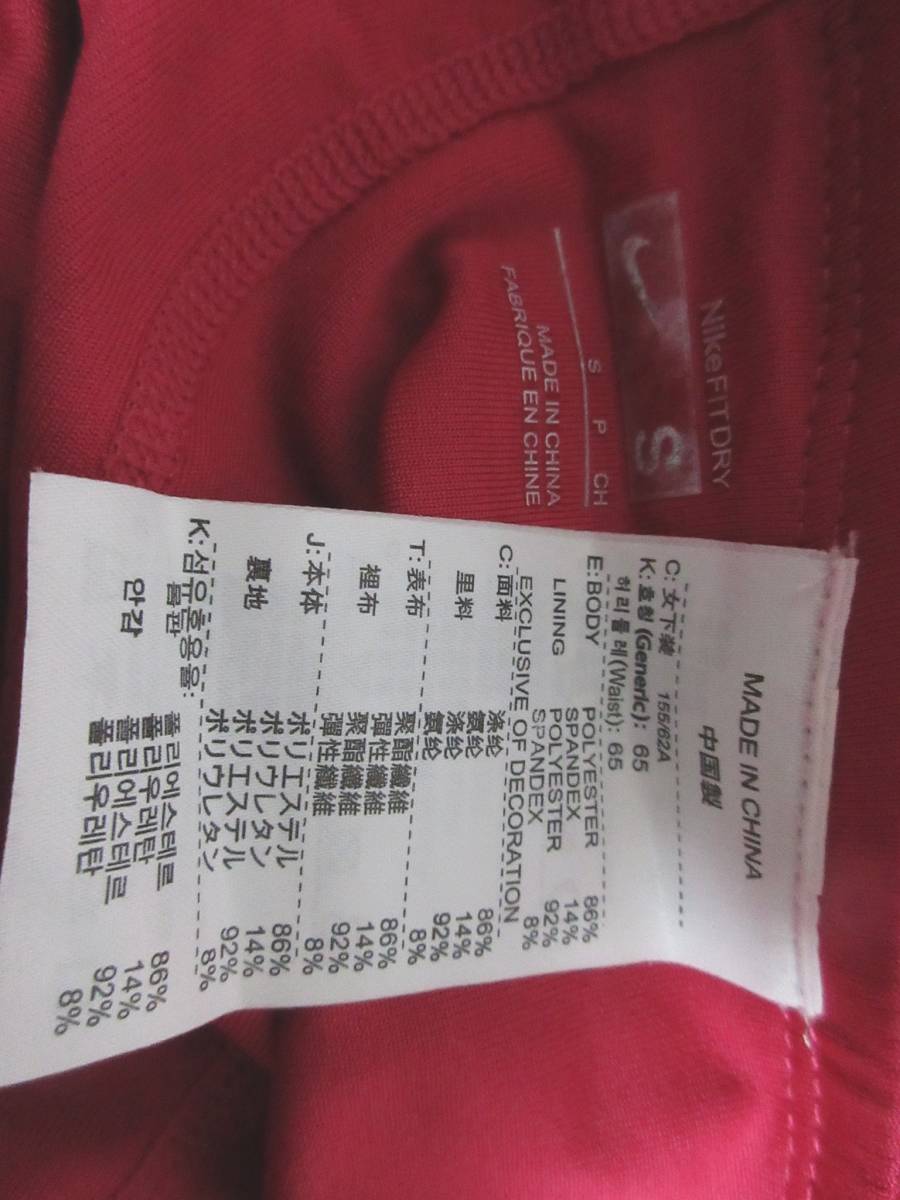 NikeFITDRY
S
S P CH
MADE IN CHINA
FABRIQUE EN CHINE
MADE IN CHINA
中国製
C: 女下装 155/62A
K: 호칭 (Generic): 65
허리둘레(Waist): 65
E: BODY POLYESTER 86%
SPANDEX 14%
LINING POLYESTER 92%
SPANDEX 8%
EXCLUSIVE OF DECORATION
C: 面料 涤纶 86%
氨纶 14%
里料 涤纶 92%
氨纶 8%
T: 表布 聚酯纖維 86%
彈性纖維 14%
裡布 聚酯纖維 92%
彈性纖維 8%
J: 本体 ポリエステル 86%
ポリウレタン 14%
裏地 ポリエステル 92%
ポリウレタン 8%
K: 섬유혼용율:
몸판 폴리에스테르 86%
폴리우레탄 14%
안감 폴리에스테르 92%
폴리우레탄 8%